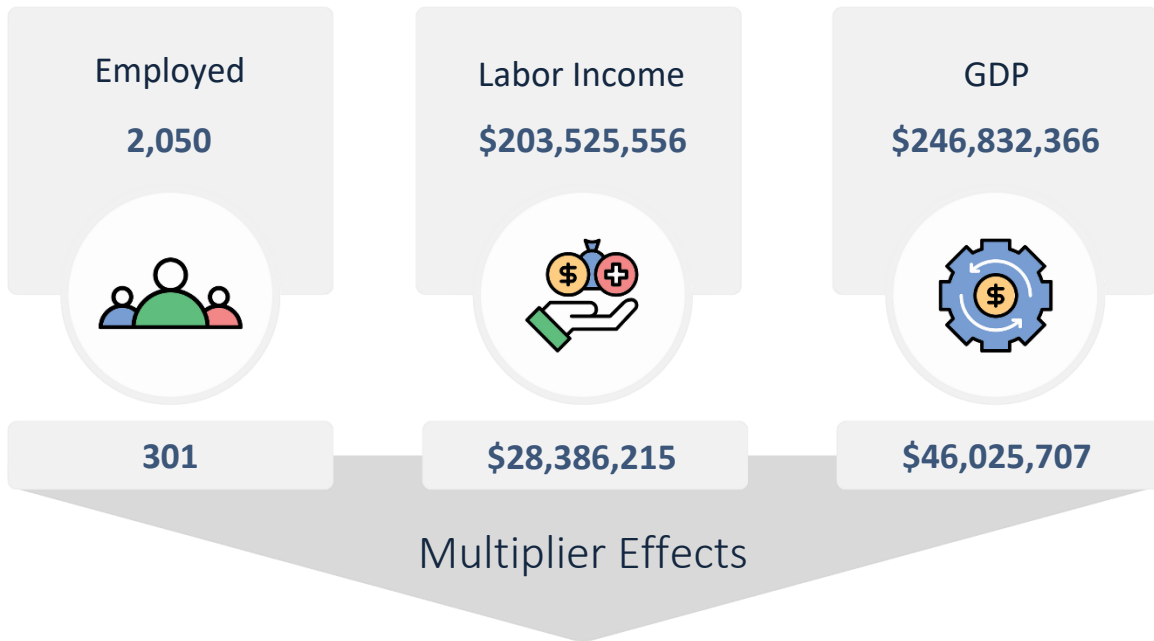 Employed
2,050
Labor Income
$203,525,556
GDP
$246,832,366
$
$
301
$28,386,215
$46,025,707
Multiplier Effects